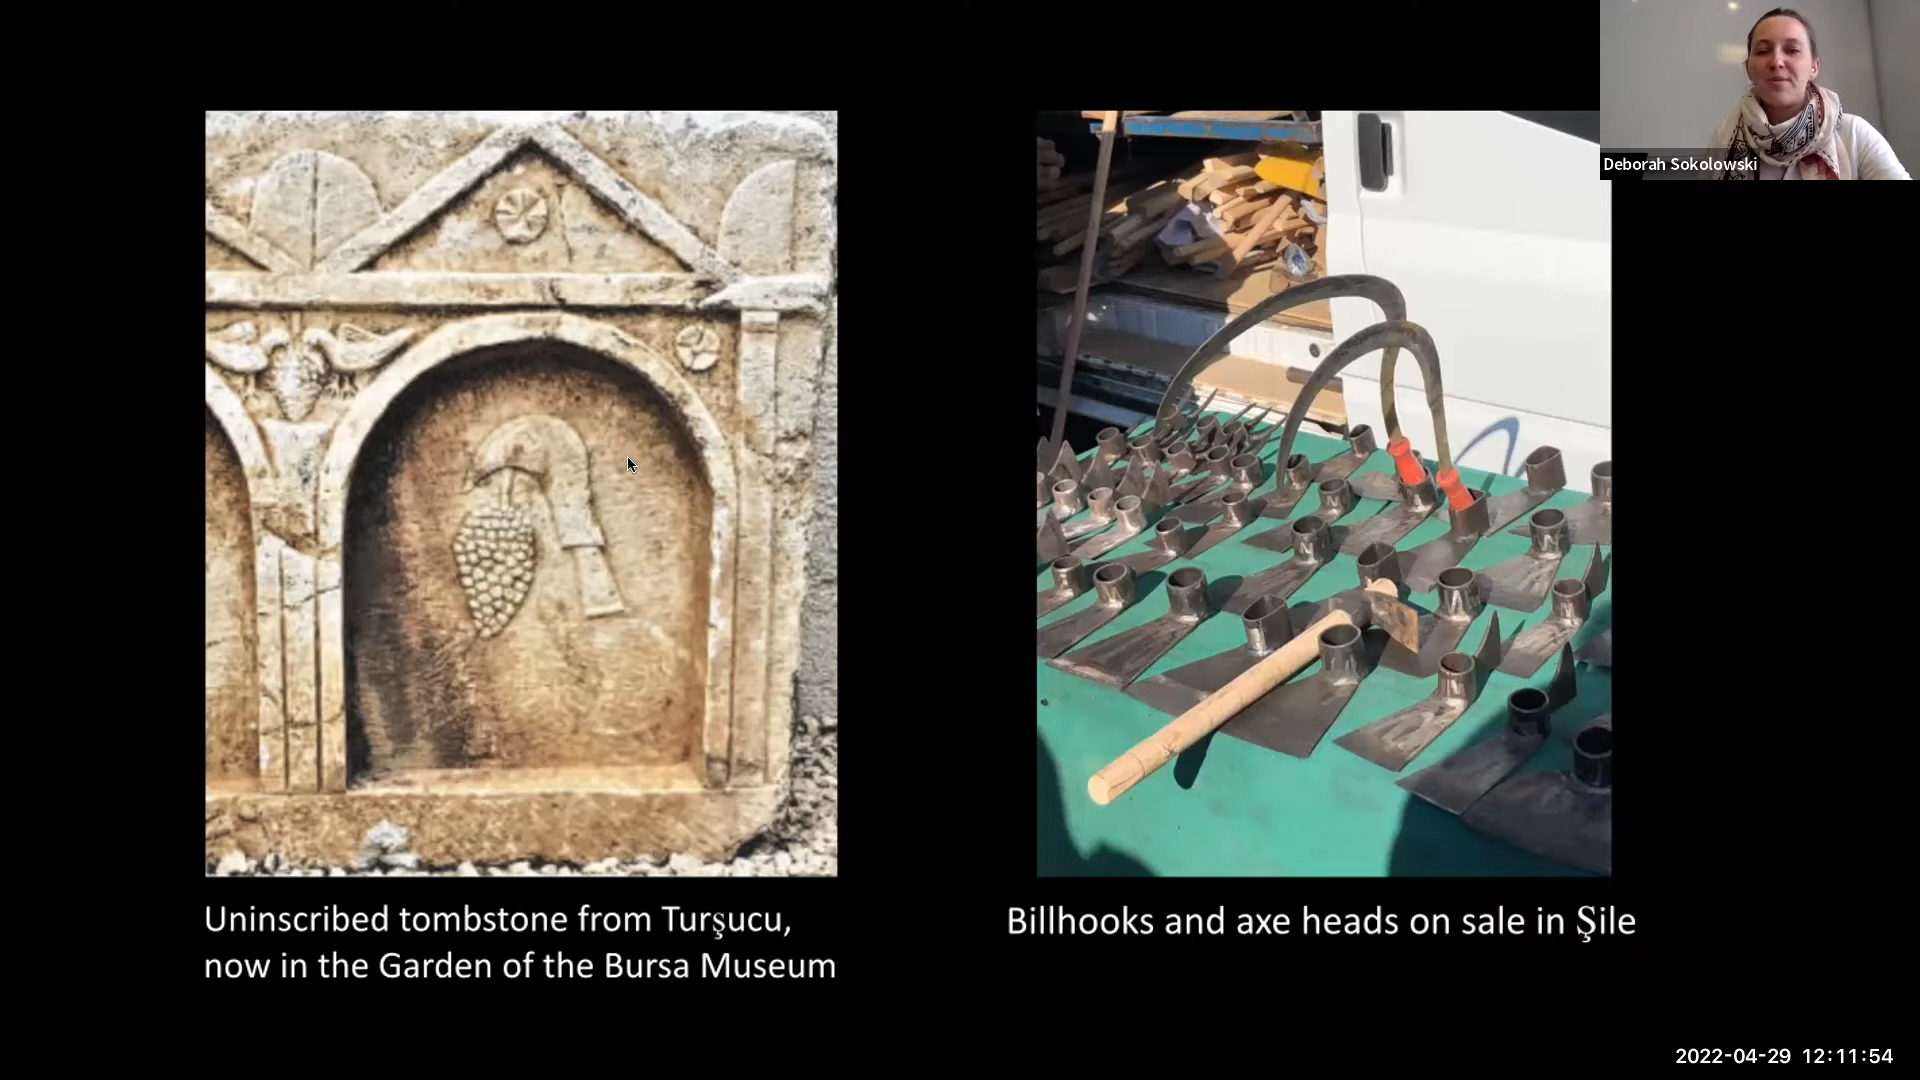 Deborah Sokolowski
Uninscribed tombstone from Turşucu,
now in the Garden of the Bursa Museum
Billhooks and axe heads on sale in Şile
2022-04-29 12:11:54